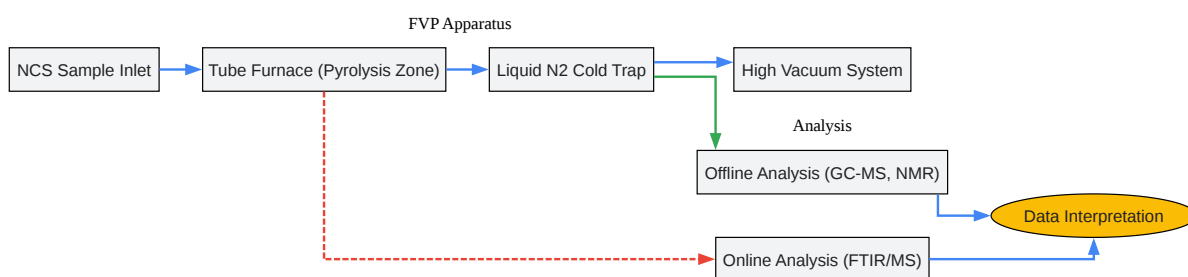 FVP Apparatus
NCS Sample Inlet
Tube Furnace (Pyrolysis Zone)
Liquid N2 Cold Trap
High Vacuum System
Analysis
Offline Analysis (GC-MS, NMR)
Data Interpretation
Online Analysis (FTIR/MS)